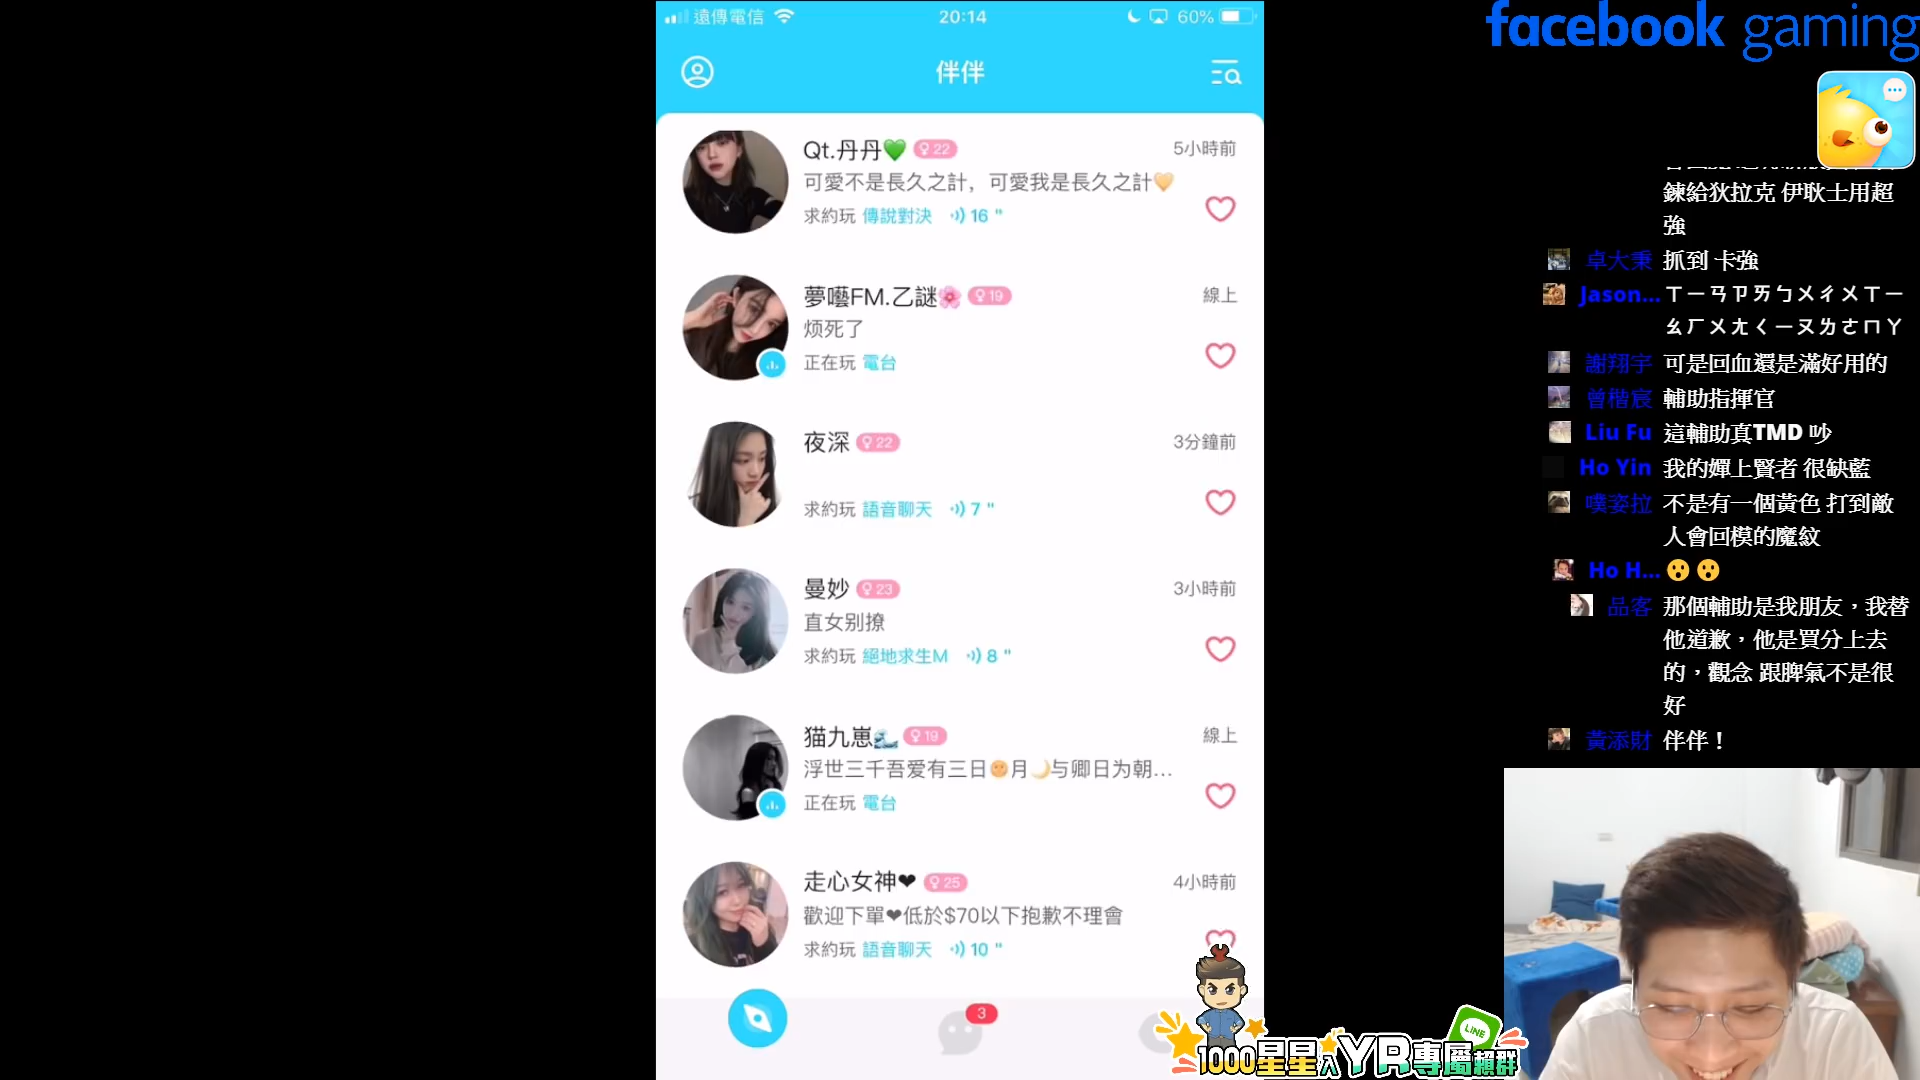 遠傳電信
20:14
60%
伴伴
Qt.丹丹💚 ♀22
5小時前
可愛不是長久之計，可愛我是長久之計🧡
求約玩 傳說對決 16 "
夢囈FM.乙謎🌸 ♀19
線上
烦死了
正在玩 電台
夜深 ♀22
3分鐘前
求約玩 語音聊天 7 "
曼妙 ♀23
3小時前
直女别撩
求約玩 絕地求生M 8 "
猫九崽🌊 ♀19
線上
浮世三千吾爱有三日🌕月🌙与卿日为朝...
正在玩 電台
走心女神❤ ♀25
4小時前
歡迎下單❤低於$70以下抱歉不理會
求約玩 語音聊天 10 "
3
facebook gaming
鍊給狄拉克 伊耿士用超
強
卓大秉 抓到 卡強
Jason... ㄒㄧㄢㄗㄞㄅㄨㄔㄨㄒㄧ
ㄠㄏㄨㄤㄑㄧㄡㄉㄜㄇㄚ
謝翔宇 可是回血還是滿好用的
曾楷宸 輔助指揮官
Liu Fu 這輔助真TMD 吵
Ho Yin 我的嬋上賢者 很缺藍
噗姿拉 不是有一個黃色 打到敵
人會回模的魔紋
Ho H... 😮 😮
品客 那個輔助是我朋友，我替
他道歉，他是買分上去
的，觀念 跟脾氣不是很
好
黃添財 伴伴！
LINE
1000星星入YR專屬賴群